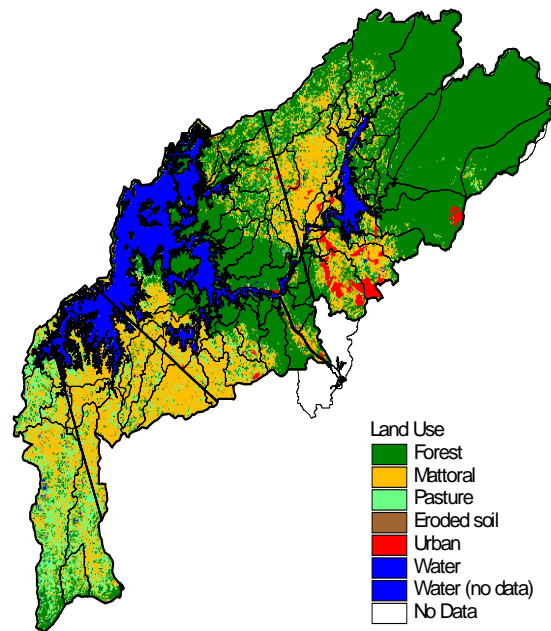 Land Use
Forest
Mattoral
Pasture
Eroded soil
Urban
Water
Water (no data)
No Data